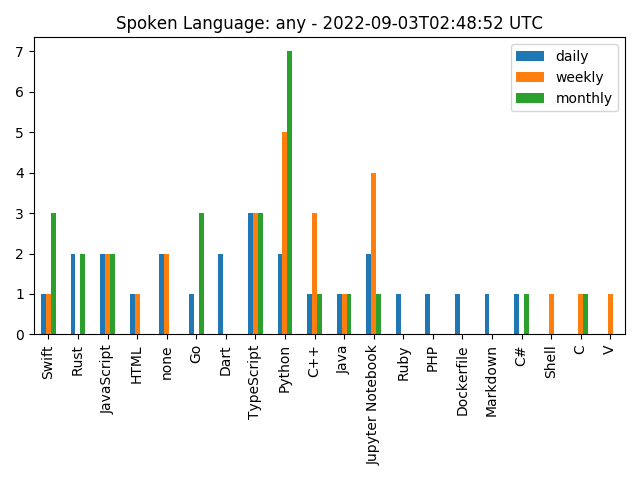 Spoken Language: any - 2022-09-03T02:48:52 UTC
daily
weekly
monthly
7
6
5
4
3
2
1
0
Swift
Rust
JavaScript
HTML
none
Go
Dart
TypeScript
Python
C++
Java
Jupyter Notebook
Ruby
PHP
Dockerfile
Markdown
C#
Shell
C
V